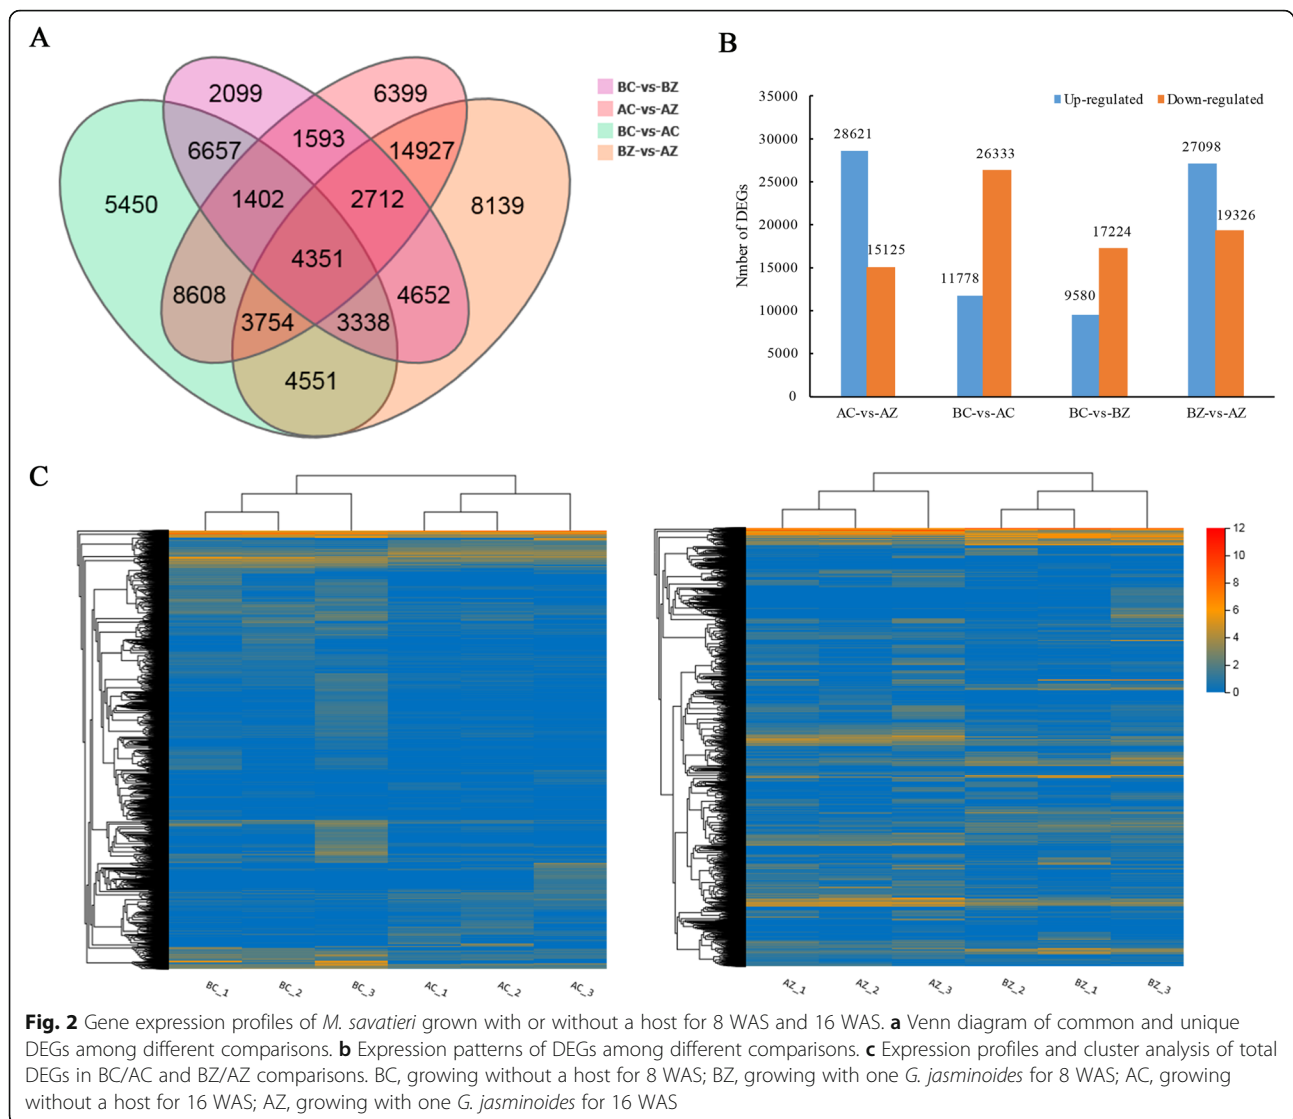 A
2099
6399
6657
1593
14927
5450
1402
2712
8139
4351
8608
4652
3754
3338
4551
BC-vs-BZ
AC-vs-AZ
BC-vs-AC
BZ-vs-AZ
B
Up-regulated
Down-regulated
Nmber of DEGs
35000
30000
25000
20000
15000
10000
5000
0
28621
15125
11778
26333
9580
17224
27098
19326
AC-vs-AZ
BC-vs-AC
BC-vs-BZ
BZ-vs-AZ
C
BC_1
BC_2
BC_3
AC_1
AC_2
AC_3
AZ_1
AZ_2
AZ_3
BZ_2
BZ_1
BZ_3
12
10
8
6
4
2
0
Fig. 2 Gene expression profiles of M. savatieri grown with or without a host for 8 WAS and 16 WAS. a Venn diagram of common and unique
DEGs among different comparisons. b Expression patterns of DEGs among different comparisons. c Expression profiles and cluster analysis of total
DEGs in BC/AC and BZ/AZ comparisons. BC, growing without a host for 8 WAS; BZ, growing with one G. jasminoides for 8 WAS; AC, growing
without a host for 16 WAS; AZ, growing with one G. jasminoides for 16 WAS